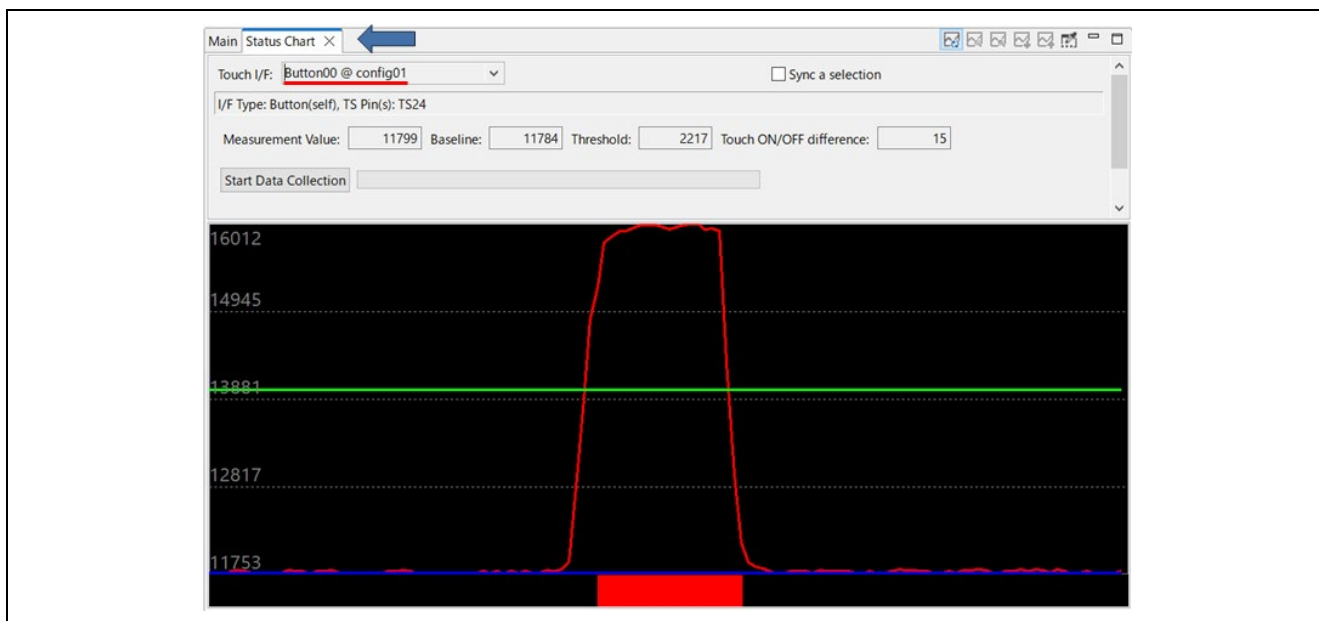 Main Status Chart
Touch I/F: Button00 @ config01 Sync a selection
I/F Type: Button(self), TS Pin(s): TS24
Measurement Value: 11799 Baseline: 11784 Threshold: 2217 Touch ON/OFF difference: 15
Start Data Collection
16012
14945
13881
12817
11753